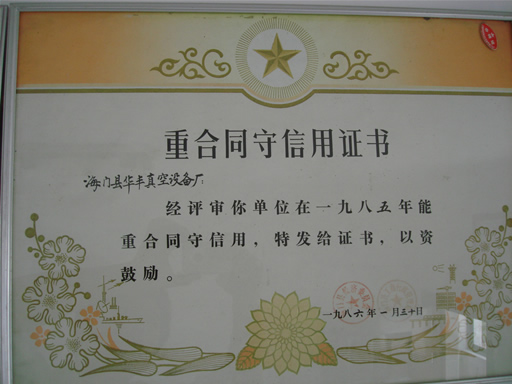 重合同守信用证书
海门县华丰真空设备厂:
经评审你单位在一九八五年能
重合同守信用，特发给证书，以资
鼓励。
一九八六年一月三十日